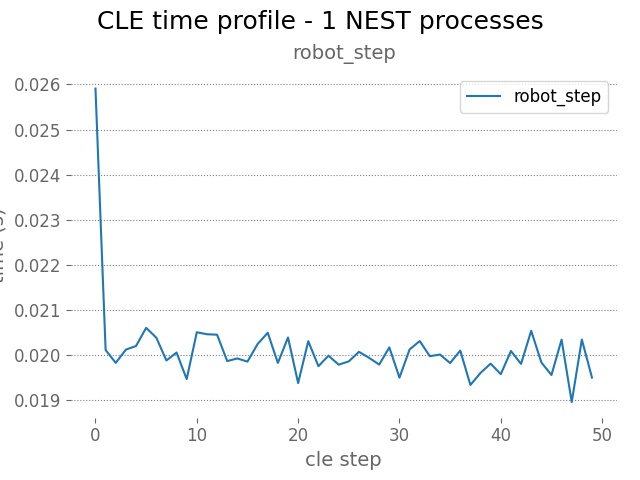 CLE time profile - 1 NEST processes
robot_step
robot_step
0.026
0.025
0.024
0.023
0.022
0.021
0.020
0.019
time (s)
0 10 20 30 40 50
cle step